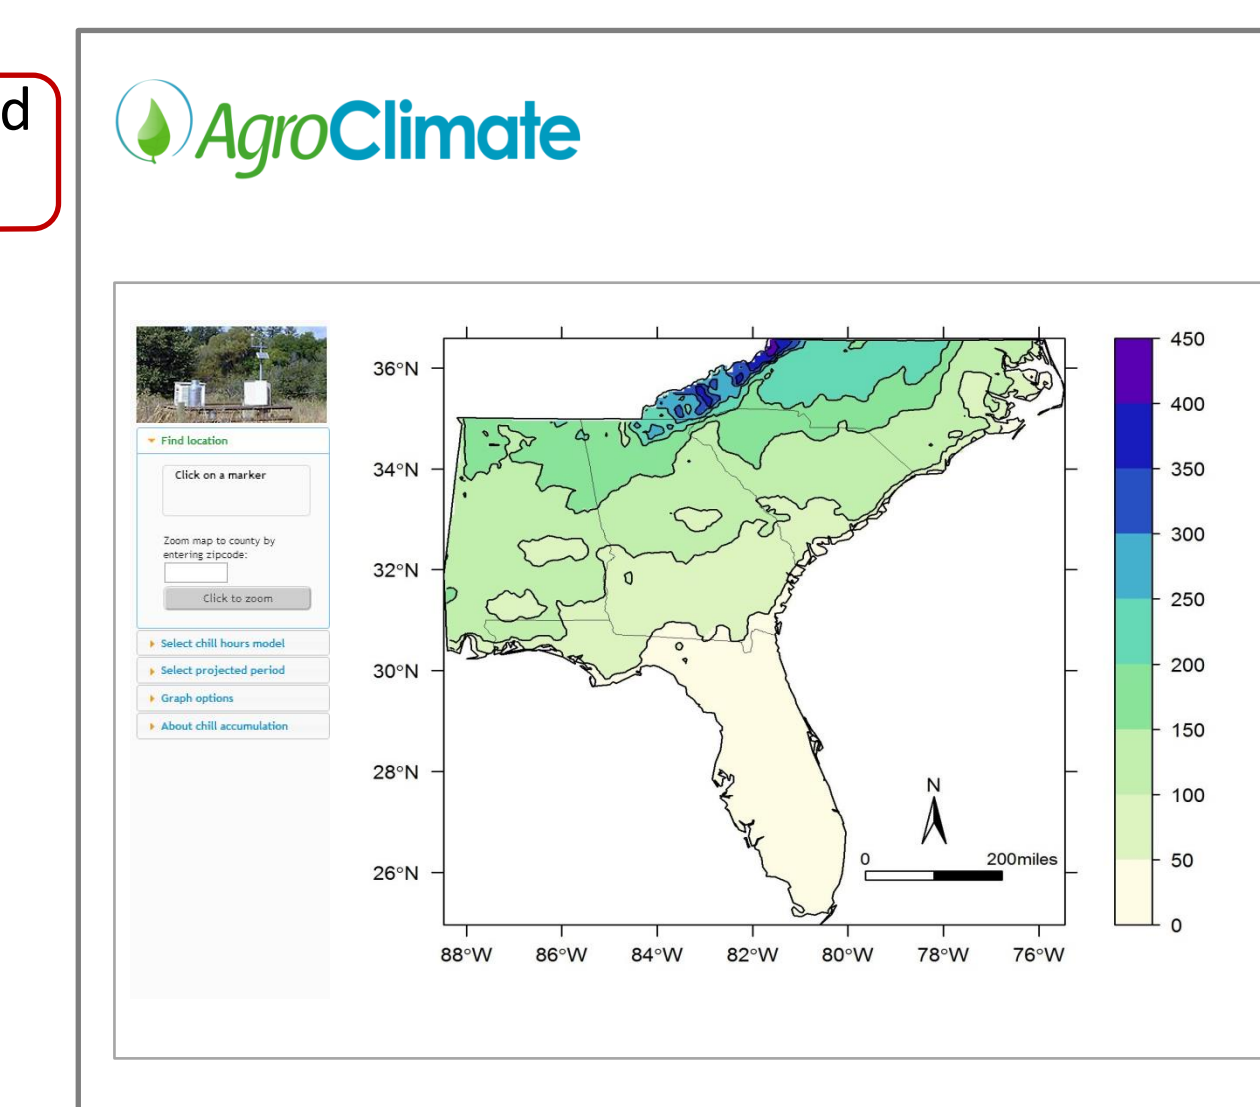 d
AgroClimate
Find location
Click on a marker
Zoom map to county by
entering zipcode:
Click to zoom
Select chill hours model
Select projected period
Graph options
About chill accumulation
36°N
34°N
32°N
30°N
28°N
26°N
88°W
86°W
84°W
82°W
80°W
78°W
76°W
N
0
200miles
450
400
350
300
250
200
150
100
50
0